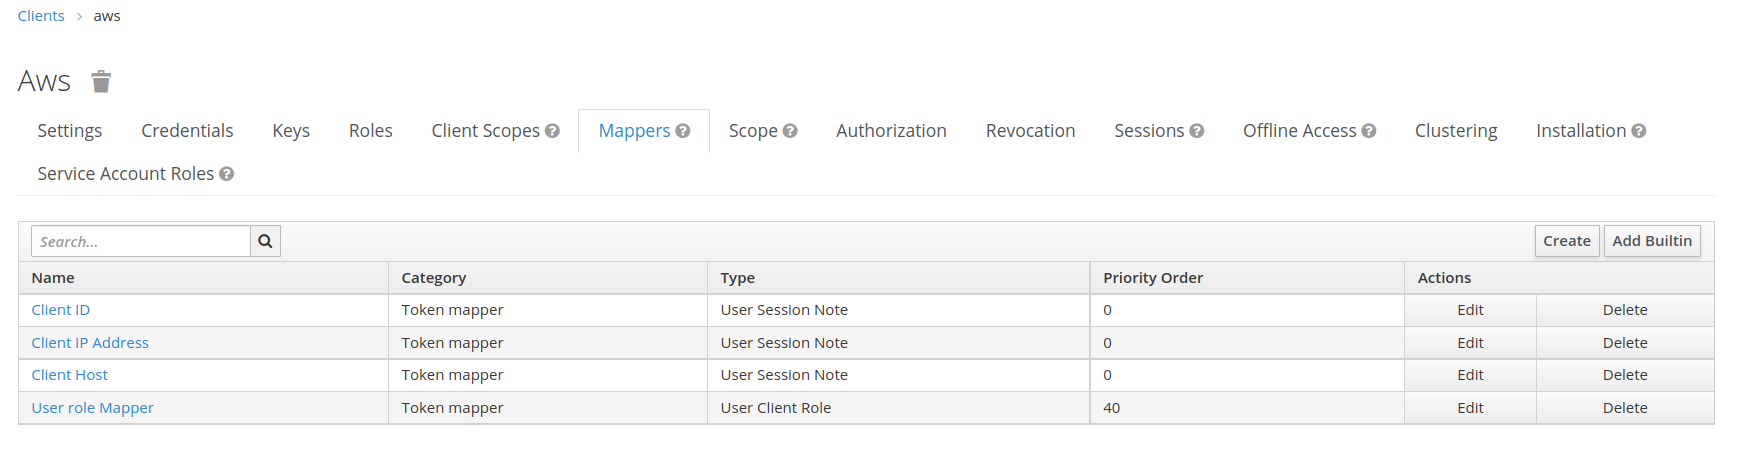 Clients > aws
Aws
Settings Credentials Keys Roles Client Scopes ? Mappers ? Scope ? Authorization Revocation Sessions ? Offline Access ? Clustering Installation ?
Service Account Roles ?
Search... Create Add Builtin
Name Category Type Priority Order Actions
Client ID Token mapper User Session Note 0 Edit Delete
Client IP Address Token mapper User Session Note 0 Edit Delete
Client Host Token mapper User Session Note 0 Edit Delete
User role Mapper Token mapper User Client Role 40 Edit Delete